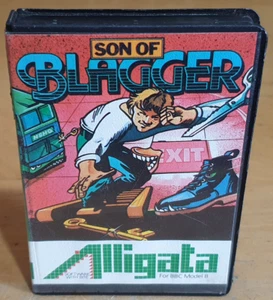 SON OF
BLAGGER
EXIT
Alligata
For BBC Model B